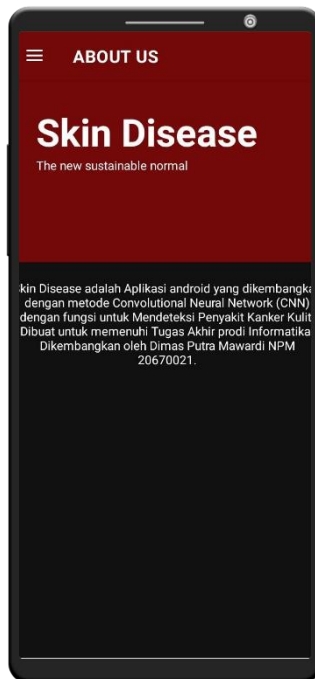 ABOUT US
Skin Disease
The new sustainable normal
kin Disease adalah Aplikasi android yang dikembangka
dengan metode Convolutional Neural Network (CNN)
dengan fungsi untuk Mendeteksi Penyakit Kanker Kulit
Dibuat untuk memenuhi Tugas Akhir prodi Informatika
Dikembangkan oleh Dimas Putra Mawardi NPM
20670021.